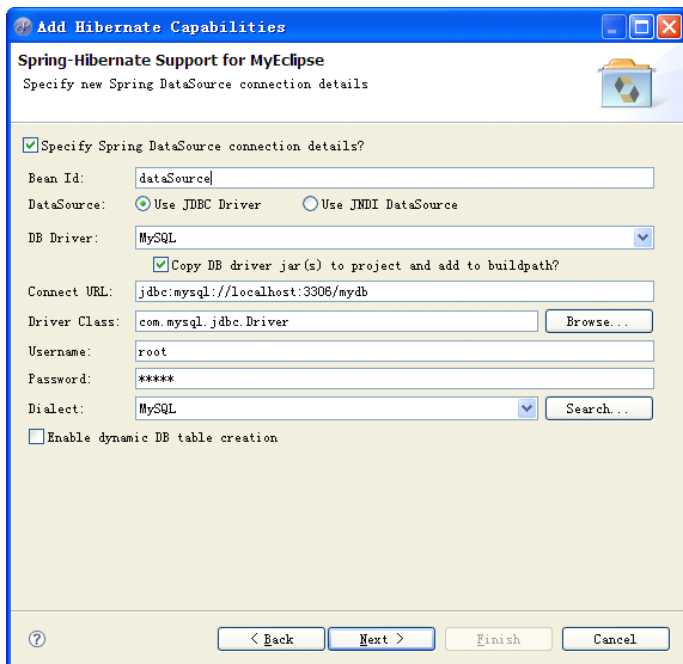 Add Hibernate Capabilities
Spring-Hibernate Support for MyEclipse
Specify new Spring DataSource connection details
Specify Spring DataSource connection details?
Bean Id: dataSource
DataSource: Use JDBC Driver Use JNDI DataSource
DB Driver: MySQL
Copy DB driver jar(s) to project and add to buildpath?
Connect URL: jdbc:mysql://localhost:3306/mydb
Driver Class: com.mysql.jdbc.Driver Browse...
Username: root
Password: *****
Dialect: MySQL Search...
Enable dynamic DB table creation
? < Back Next > Finish Cancel